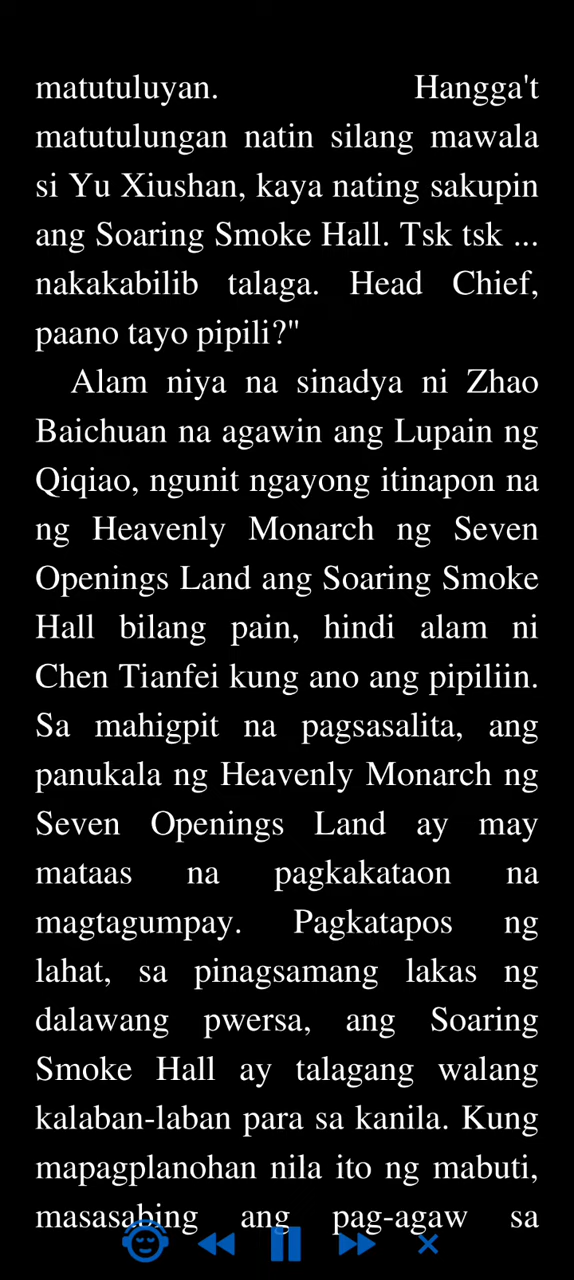 matutuluyan. Hangga't
matutulungan natin silang mawala
si Yu Xiushan, kaya nating sakupin
ang Soaring Smoke Hall. Tsk tsk ...
nakakabilib talaga. Head Chief,
paano tayo pipili?"
Alam niya na sinadya ni Zhao
Baichuan na agawin ang Lupain ng
Qiqiao, ngunit ngayong itinapon na
ng Heavenly Monarch ng Seven
Openings Land ang Soaring Smoke
Hall bilang pain, hindi alam ni
Chen Tianfei kung ano ang pipiliin.
Sa mahigpit na pagsasalita, ang
panukala ng Heavenly Monarch ng
Seven Openings Land ay may
mataas na pagkakataon na
magtagumpay. Pagkatapos ng
lahat, sa pinagsamang lakas ng
dalawang pwersa, ang Soaring
Smoke Hall ay talagang walang
kalaban-laban para sa kanila. Kung
mapagplanohan nila ito ng mabuti,
masasabing ang pag-agaw sa